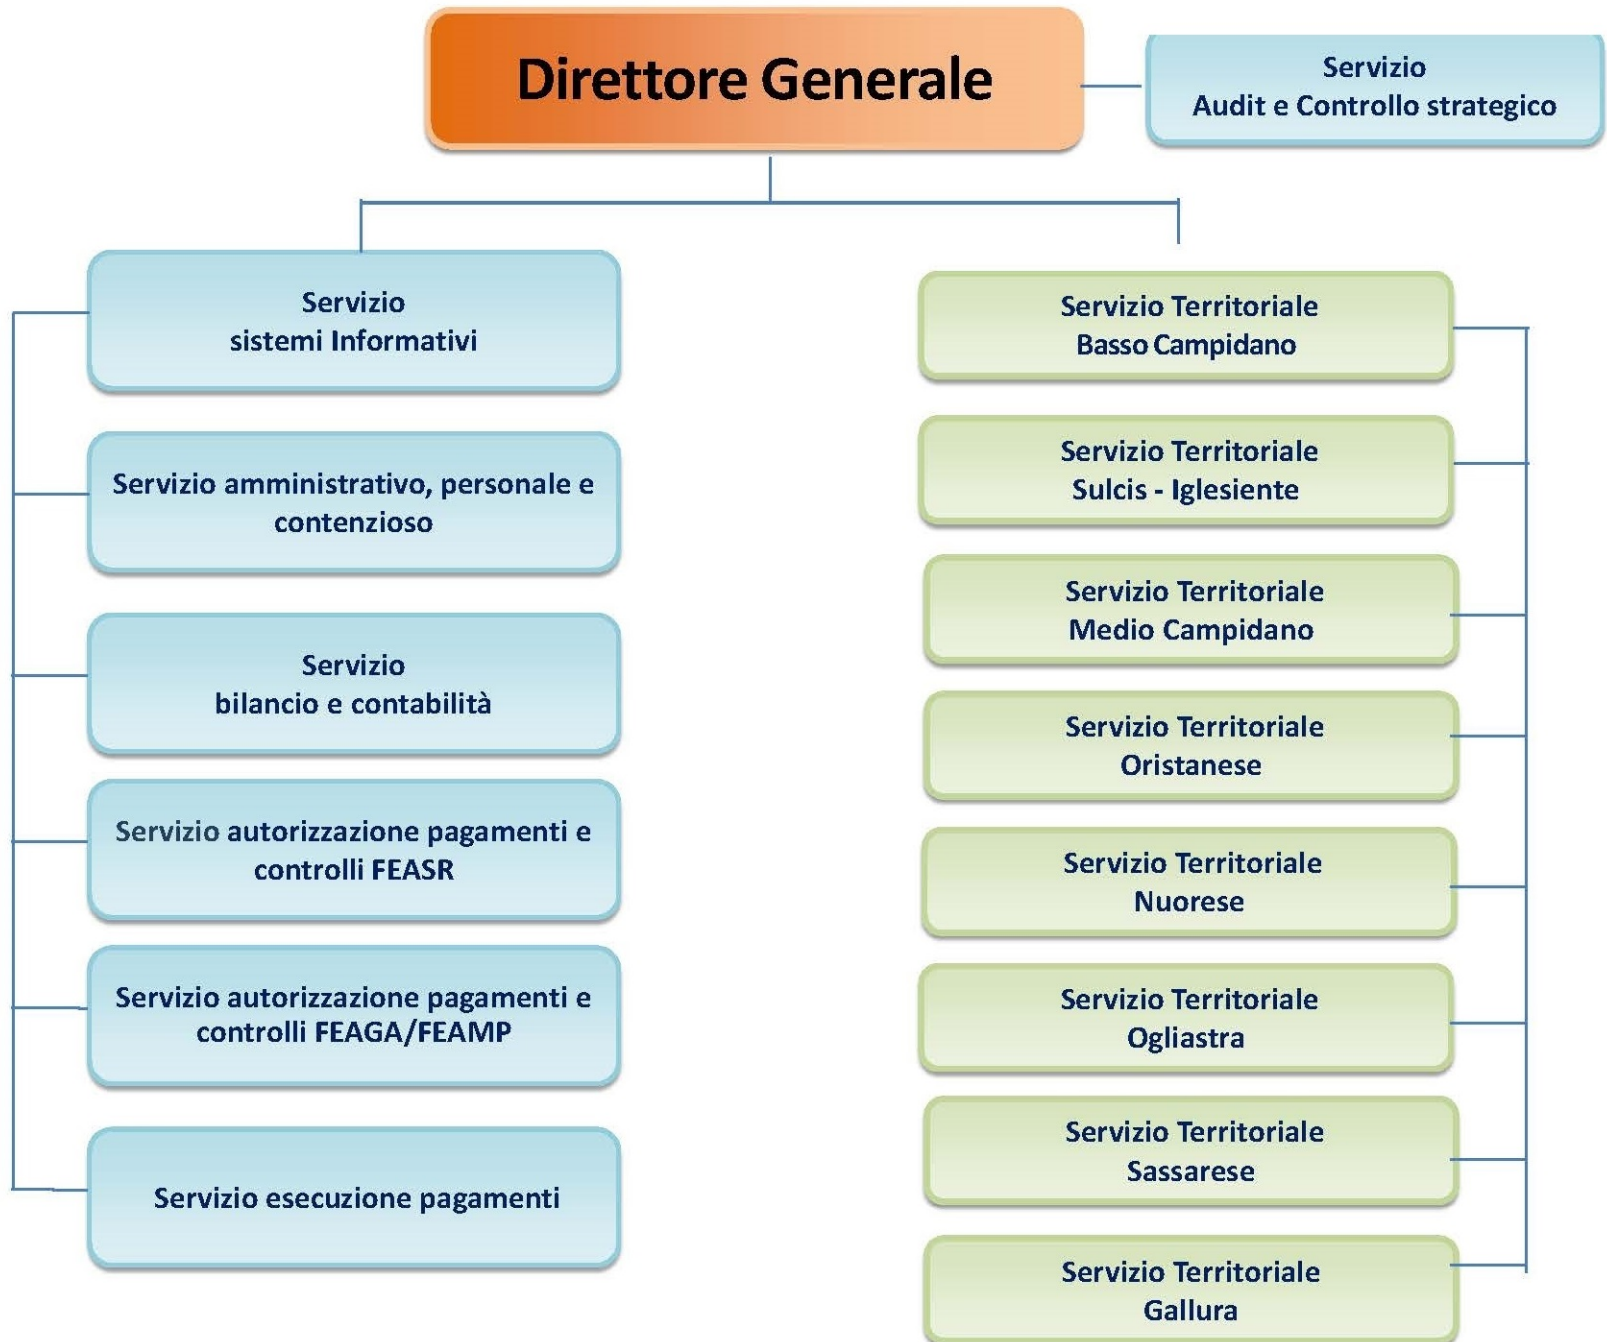 Direttore Generale
Servizio
Audit e Controllo strategico
Servizio
sistemi Informativi
Servizio amministrativo, personale e
contenzioso
Servizio
bilancio e contabilità
Servizio autorizzazione pagamenti e
controlli FEASR
Servizio autorizzazione pagamenti e
controlli FEAGA/FEAMP
Servizio esecuzione pagamenti
Servizio Territoriale
Basso Campidano
Servizio Territoriale
Sulcis - Iglesiente
Servizio Territoriale
Medio Campidano
Servizio Territoriale
Oristanese
Servizio Territoriale
Nuorese
Servizio Territoriale
Ogliastra
Servizio Territoriale
Sassarese
Servizio Territoriale
Gallura